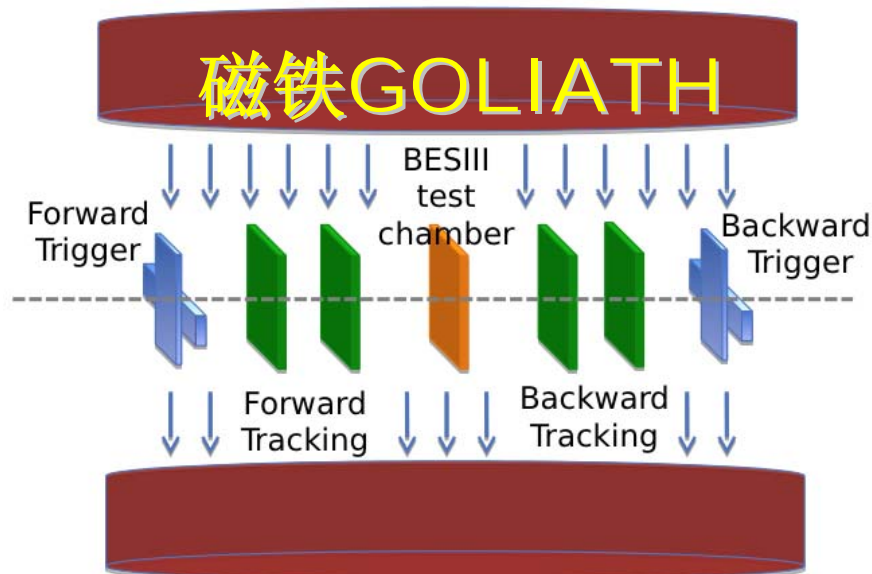 磁铁GOLIATH
BESIII
test
chamber
Forward
Trigger
Backward
Trigger
Forward
Tracking
Backward
Tracking